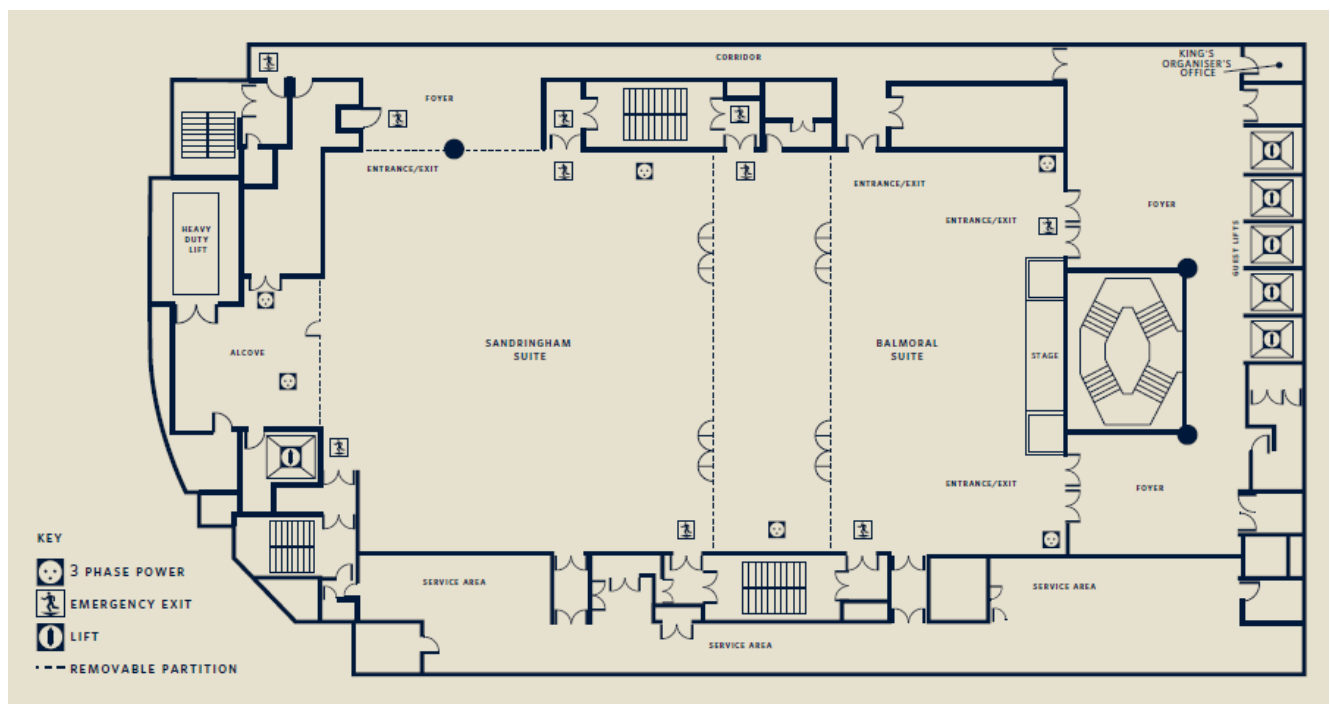 CORRIDOR
KING'S
ORGANISER'S
OFFICE
FOYER
ENTRANCE/EXIT
ENTRANCE/EXIT
ENTRANCE/EXIT
FOYER
HEAVY
DUTY
LIFT
GUEST LIFTS
ALCOVE
SANDRINGHAM
SUITE
BALMORAL
SUITE
STAGE
ENTRANCE/EXIT
FOYER
SERVICE AREA
SERVICE AREA
SERVICE AREA
KEY
3 PHASE POWER
EMERGENCY EXIT
LIFT
REMOVABLE PARTITION